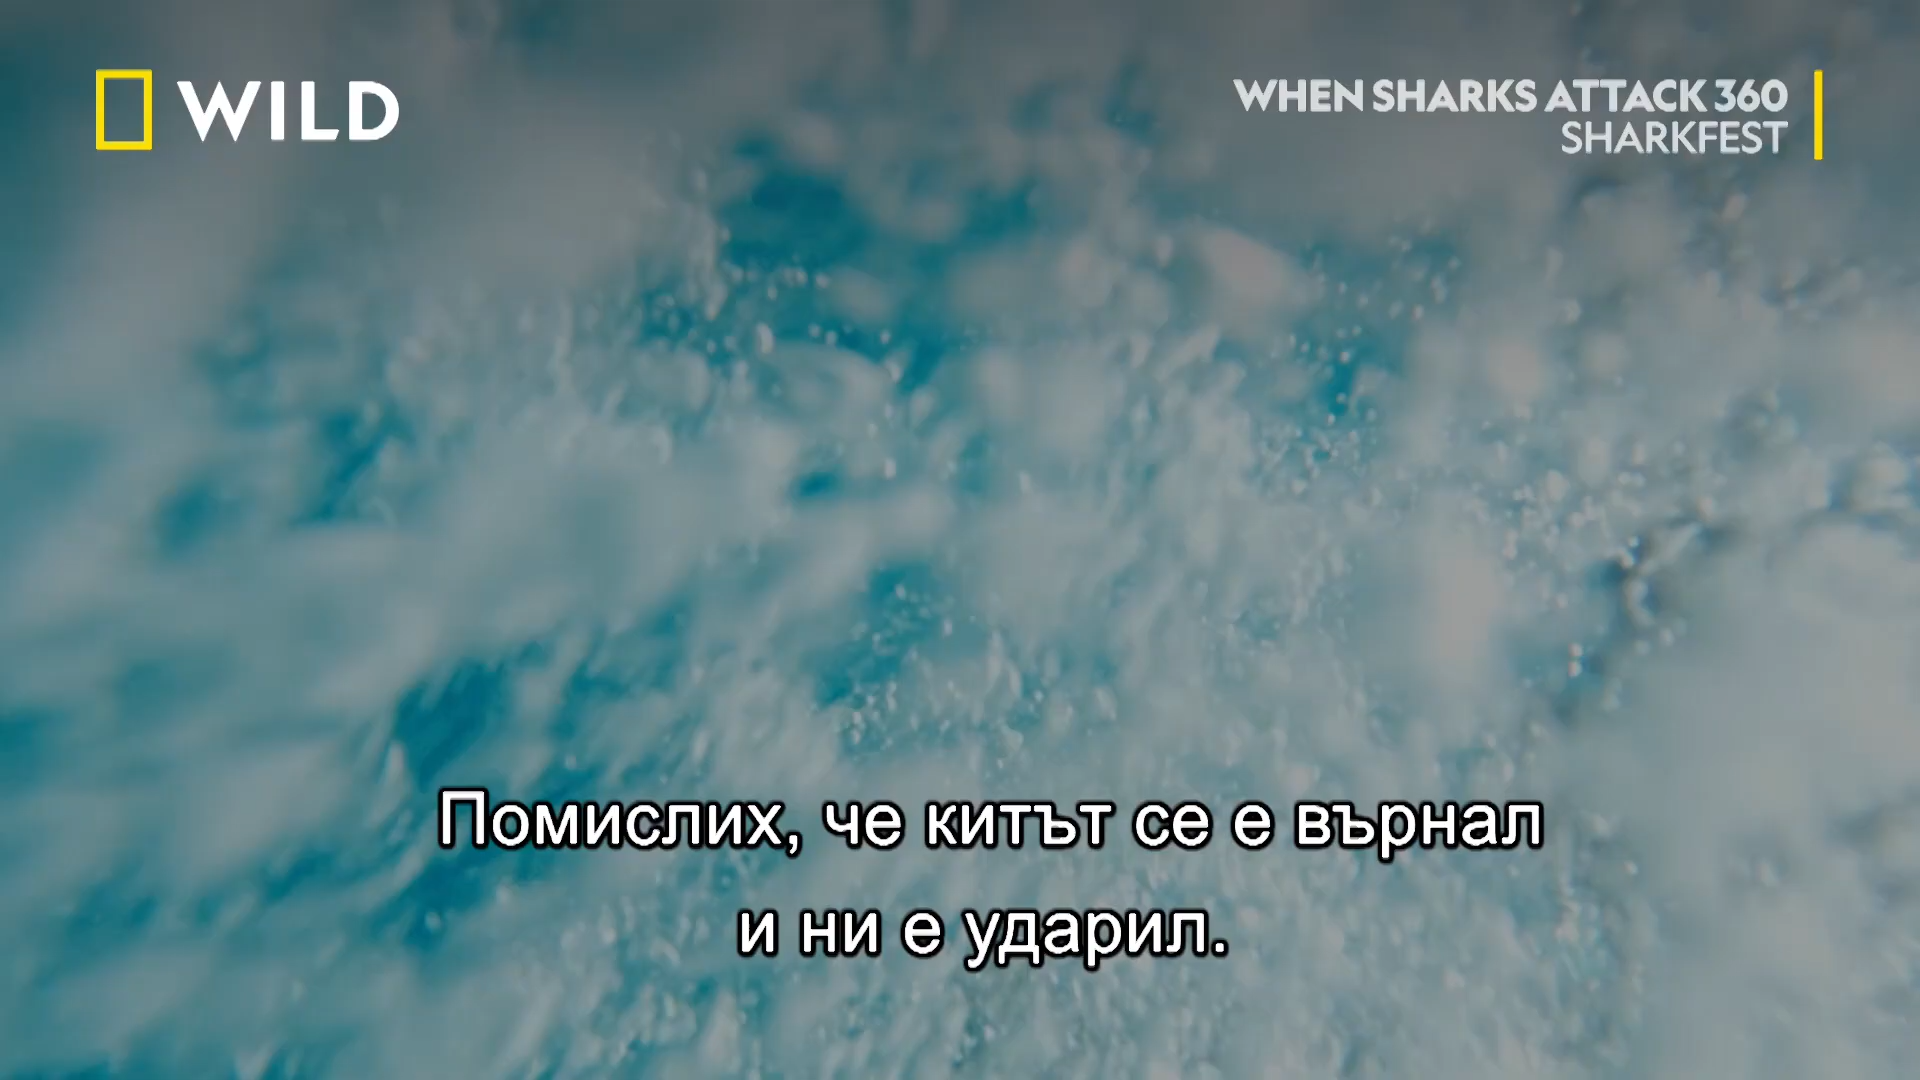 WILD
WHEN SHARKS ATTACK 360
SHARKFEST
Помислих, че китът се е върнал
и ни е ударил.